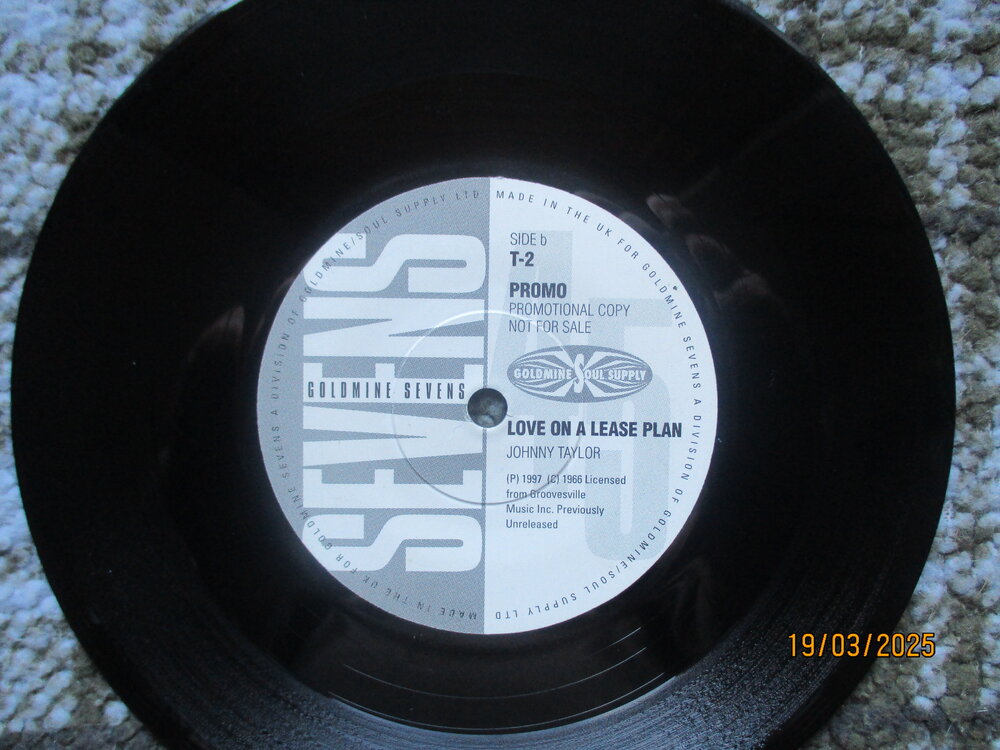 MADE IN THE UK FOR GOLDMINE SEVENS A DIVISION OF GOLDMINE/SOUL SUPPLY LTD
MADE IN THE UK FOR GOLDMINE SEVENS A DIVISION OF GOLDMINE/SOUL SUPPLY LTD
SEVENS
GOLDMINE SEVENS
45
SIDE b
T-2
PROMO
PROMOTIONAL COPY
NOT FOR SALE
GOLDMINE SOUL SUPPLY
LOVE ON A LEASE PLAN
JOHNNY TAYLOR
(P) 1997 (C) 1966 Licensed
from Groovesville
Music Inc. Previously
Unreleased
19/03/2025